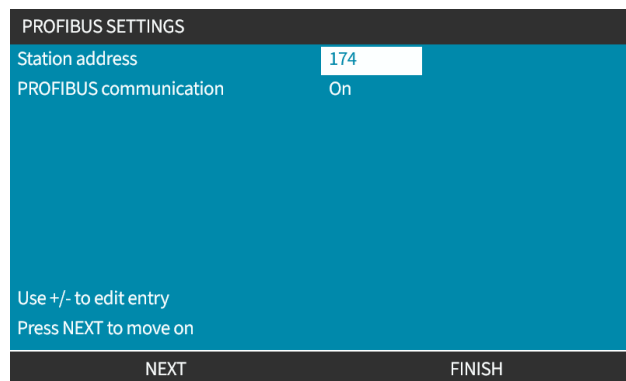 PROFIBUS SETTINGS
Station address 174
PROFIBUS communication On
Use +/- to edit entry
Press NEXT to move on
NEXT FINISH